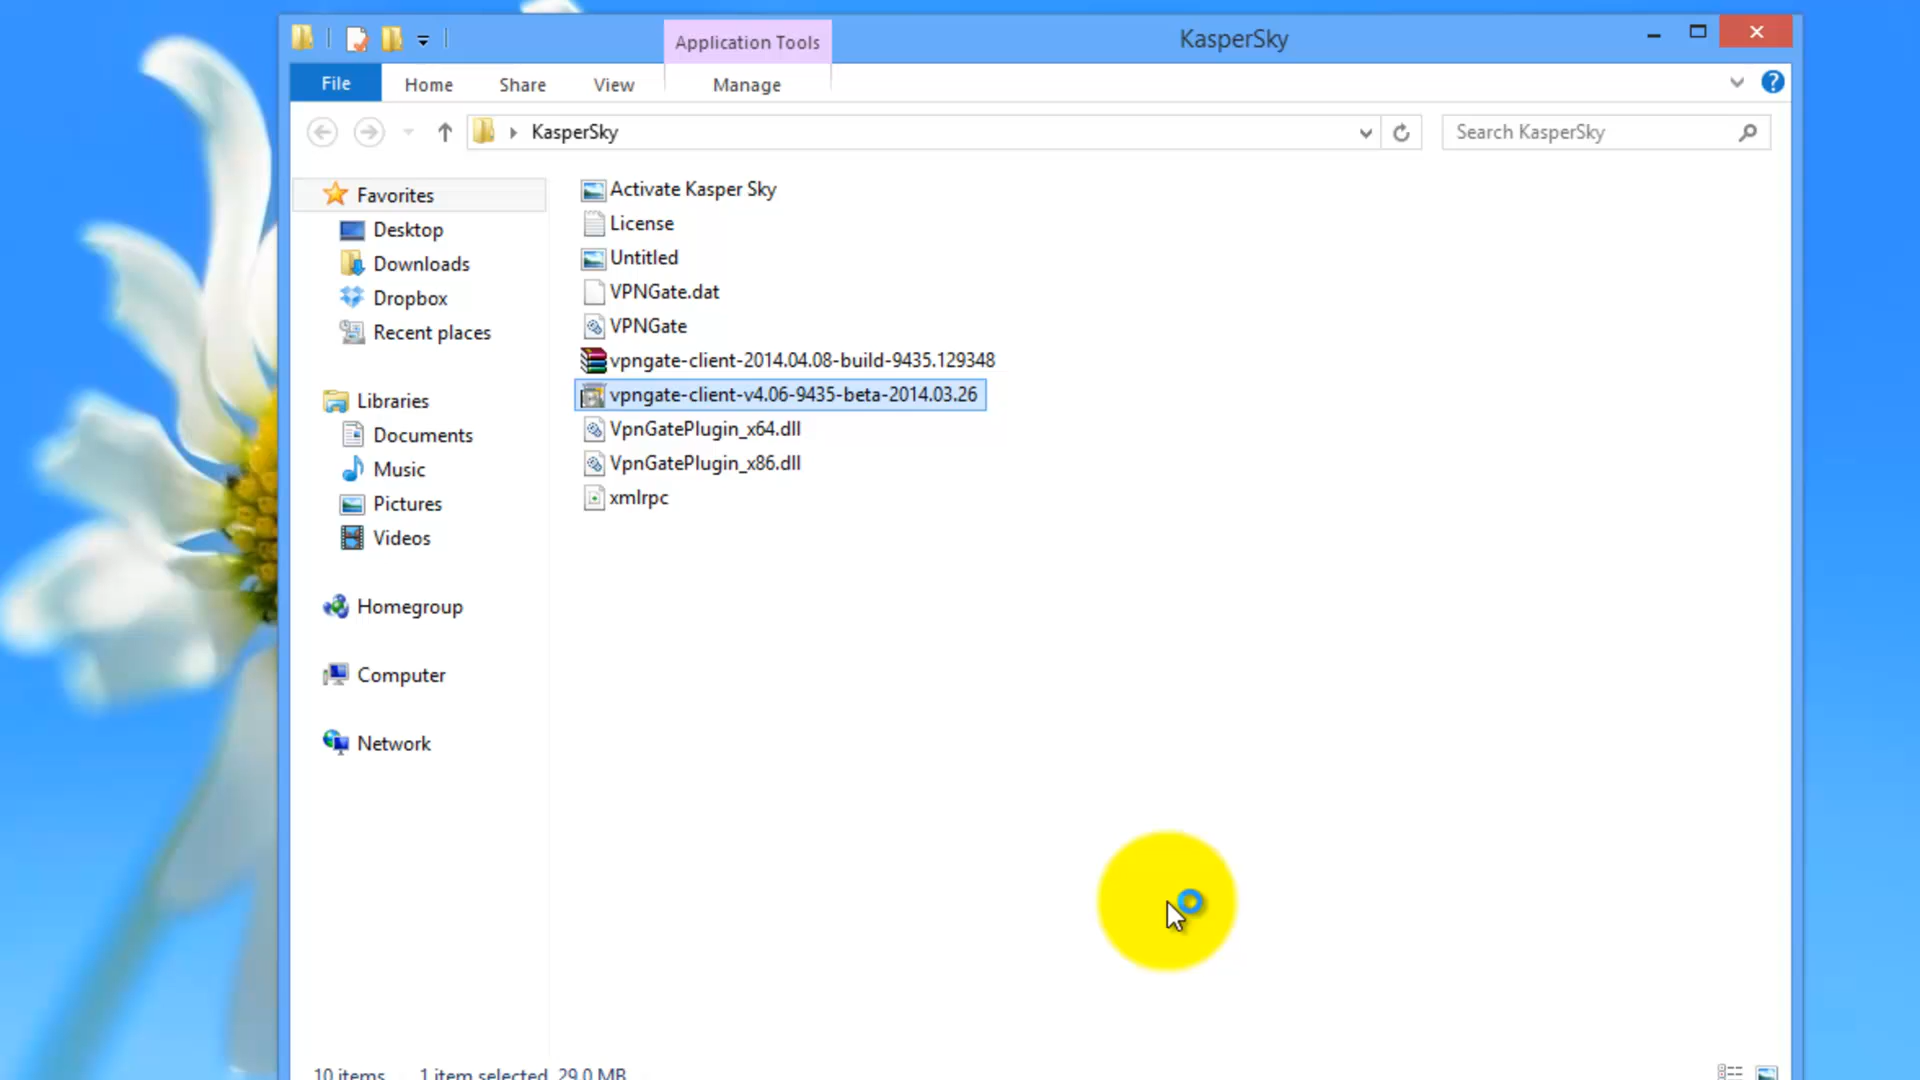 Application Tools
KasperSky
File
Home
Share
View
Manage
?
KasperSky
Search KasperSky
Favorites
Desktop
Downloads
Dropbox
Recent places
Libraries
Documents
Music
Pictures
Videos
Homegroup
Computer
Network
Activate Kasper Sky
License
Untitled
VPNGate.dat
VPNGate
vpngate-client-2014.04.08-build-9435.129348
vpngate-client-v4.06-9435-beta-2014.03.26
VpnGatePlugin_x64.dll
VpnGatePlugin_x86.dll
xmlrpc
10 items 1 item selected 29.0 MB